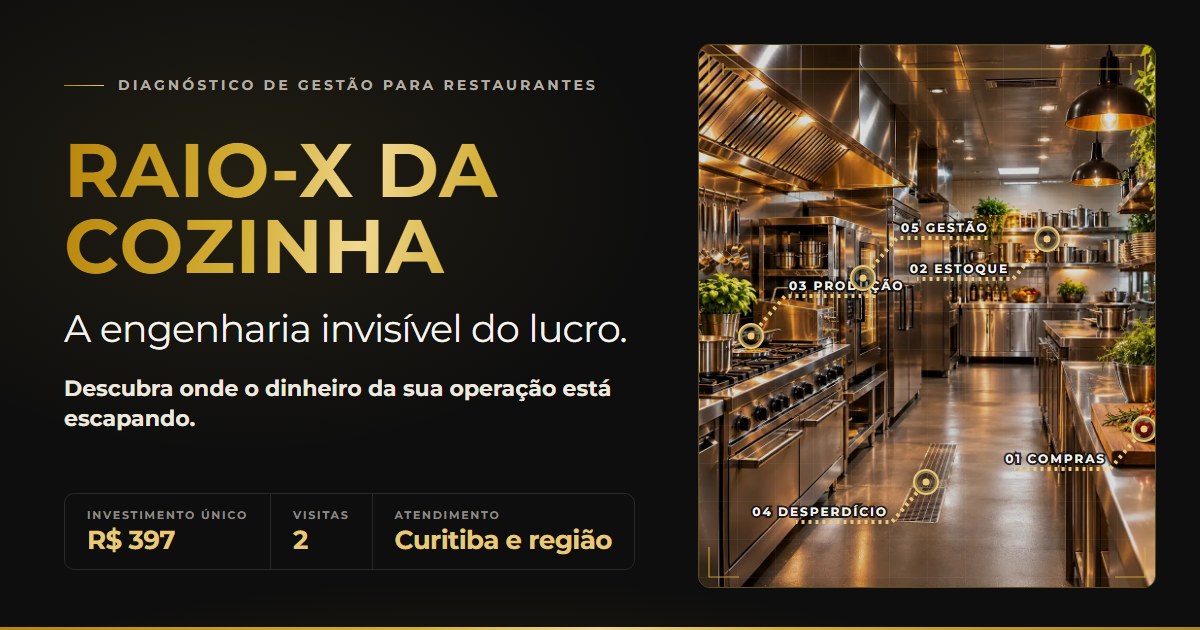 DIAGNÓSTICO DE GESTÃO PARA RESTAURANTES
RAIO-X DA
COZINHA
A engenharia invisível do lucro.
Descubra onde o dinheiro da sua operação está
escapando.
INVESTIMENTO ÚNICO
R$ 397
VISITAS
2
ATENDIMENTO
Curitiba e região
05 GESTÃO
02 ESTOQUE
03 PRODUÇÃO
01 COMPRAS
04 DESPERDÍCIO